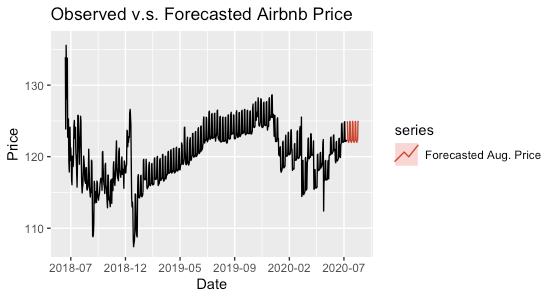 Observed v.s. Forecasted Airbnb Price
130
120
110
Price
2018-07
2018-12
2019-05
2019-09
2020-02
2020-07
Date
series
Forecasted Aug. Price